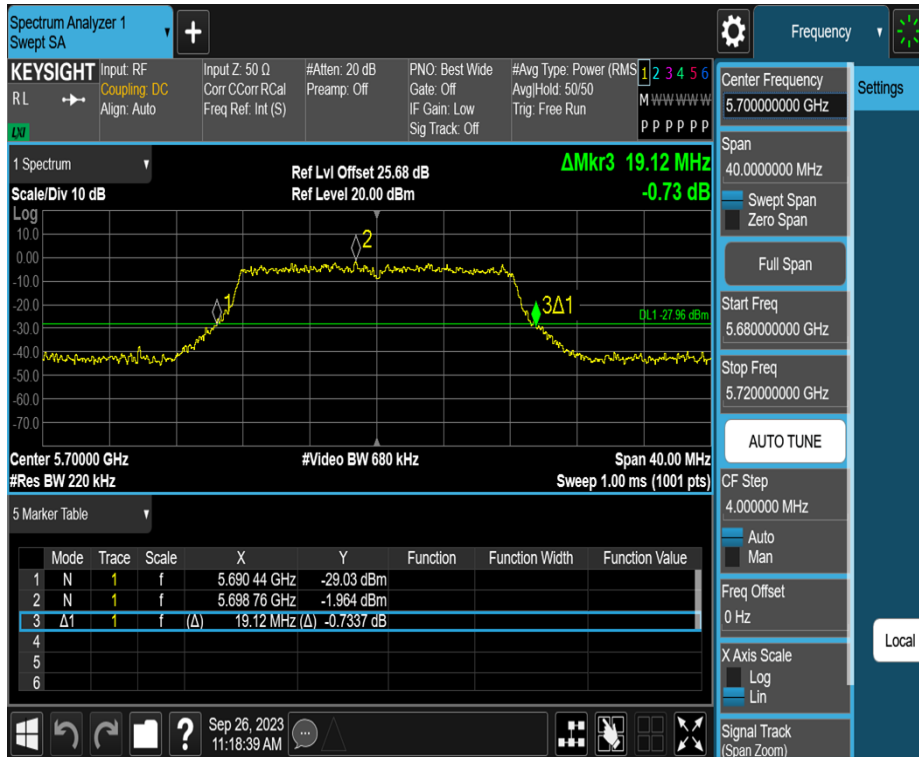 Spectrum Analyzer 1
Swept SA
+
Frequency
KEYSIGHT
R L
LXI
Input: RF
Coupling: DC
Align: Auto
Input Z: 50 Ω
Corr CCorr RCal
Freq Ref: Int (S)
#Atten: 20 dB
Preamp: Off
PNO: Best Wide
Gate: Off
IF Gain: Low
Sig Track: Off
#Avg Type: Power (RMS
Avg|Hold: 50/50
Trig: Free Run
1 2 3 4 5 6
M W W W W W
P P P P P P
1 Spectrum
Scale/Div 10 dB
Ref Lvl Offset 25.68 dB
Ref Level 20.00 dBm
ΔMkr3 19.12 MHz
-0.73 dB
Log
10.0
0.00
-10.0
-20.0
-30.0
-40.0
-50.0
-60.0
-70.0
2
1
3Δ1
DL1 -27.96 dBm
Center 5.70000 GHz
#Video BW 680 kHz
Span 40.00 MHz
#Res BW 220 kHz
Sweep 1.00 ms (1001 pts)
5 Marker Table
Mode Trace Scale X Y Function Function Width Function Value
1 N 1 f 5.690 44 GHz -29.03 dBm
2 N 1 f 5.698 76 GHz -1.964 dBm
3 Δ1 1 f (Δ) 19.12 MHz (Δ) -0.7337 dB
4
5
6
?
Sep 26, 2023
11:18:39 AM
Center Frequency
5.700000000 GHz
Span
40.0000000 MHz
Swept Span
Zero Span
Full Span
Start Freq
5.680000000 GHz
Stop Freq
5.720000000 GHz
AUTO TUNE
CF Step
4.000000 MHz
Auto
Man
Freq Offset
0 Hz
X Axis Scale
Log
Lin
Signal Track
(Span Zoom)
Settings
Local